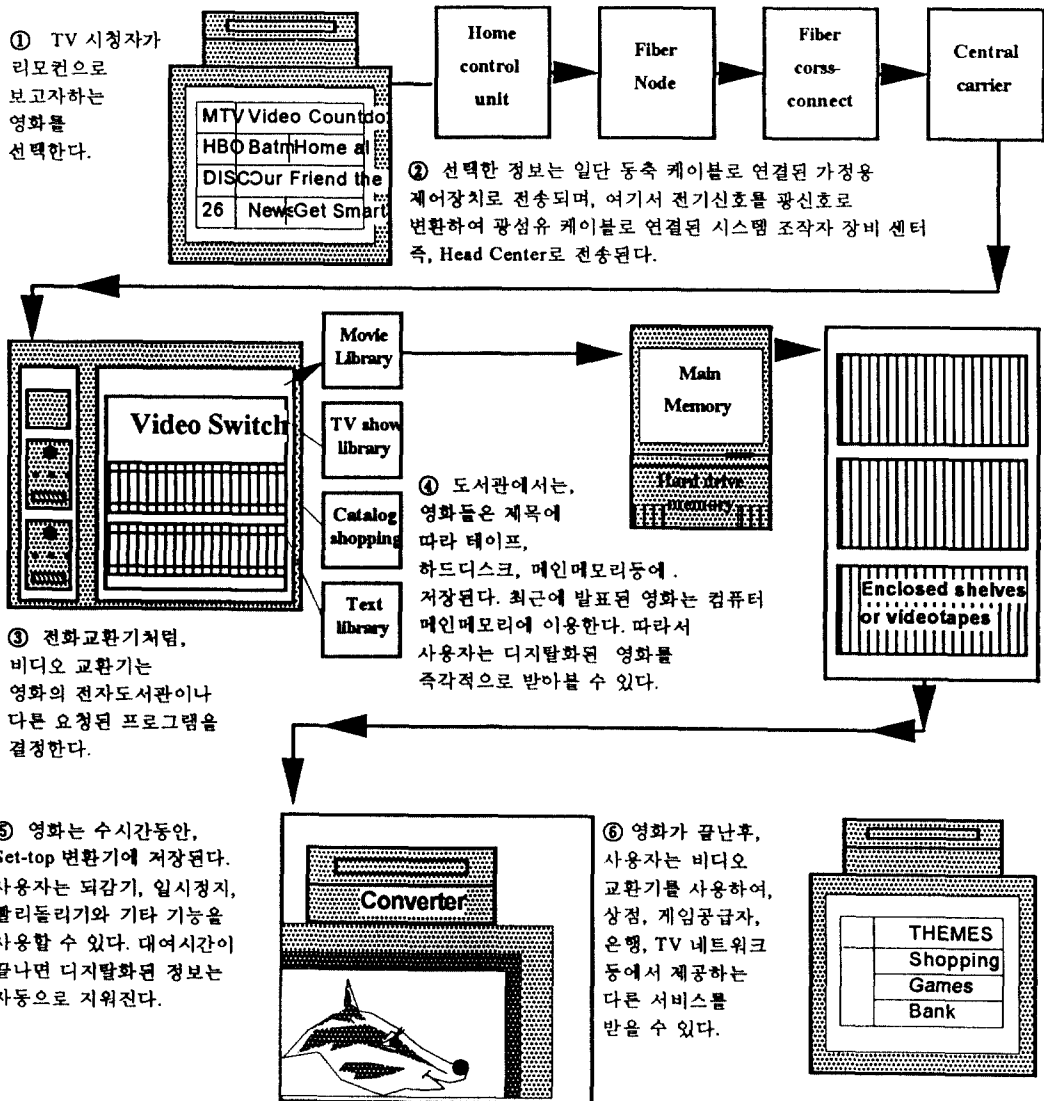 ① TV 시청자가
리모컨으로
보고자하는
영화를
선택한다.
MTV Video Countdo
HBO Batm Home al
DISC Our Friend the
26 News Get Smart
Home
control
unit
Fiber
Node
Fiber
corss-
connect
Central
carrier
② 선택한 정보는 일단 동축 케이블로 연결된 가정용
제어장치로 전송되며, 여기서 전기신호를 광신호로
변환하여 광섬유 케이블로 연결된 시스템 조작자 장비 센터
즉, Head Center로 전송된다.
Video Switch
Movie
Library
TV show
library
Catalog
shopping
Text
library
Main
Memory
Hard drive
memory
Enclosed shelves
or videotapes
③ 전화교환기처럼,
비디오 교환기는
영화의 전자도서관이나
다른 요청된 프로그램을
결정한다.
④ 도서관에서는,
영화들은 제목에
따라 테이프,
하드디스크, 메인메모리등에 .
저장된다. 최근에 발표된 영화는 컴퓨터
메인메모리에 이용한다. 따라서
사용자는 디지탈화된 영화를
즉각적으로 받아볼 수 있다.
⑤ 영화는 수시간동안,
Set-top 변환기에 저장된다.
사용자는 되감기, 일시정지,
빨리돌리기와 기타 기능을
사용할 수 있다. 대여시간이
끝나면 디지탈화된 정보는
자동으로 지워진다.
Converter
⑥ 영화가 끝난후,
사용자는 비디오
교환기를 사용하여,
상점, 게임공급자,
은행, TV 네트워크
등에서 제공하는
다른 서비스를
받을 수 있다.
THEMES
Shopping
Games
Bank